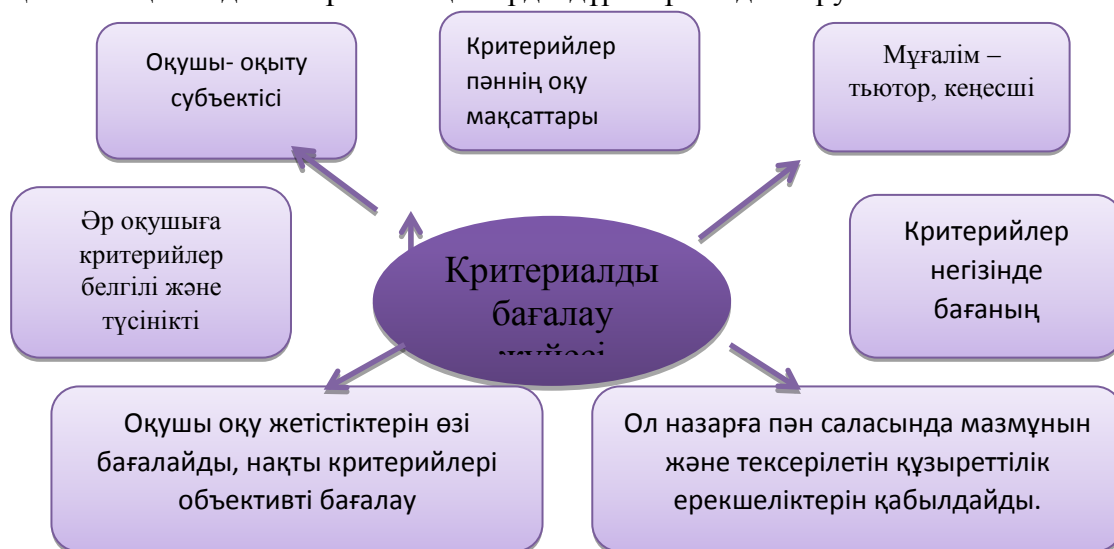 Оқушы- оқыту
субъектісі
Критерийлер
пәннің оқу
мақсаттары
Мұғалім –
тьютор, кеңесші
Әр оқушыға
критерийлер
белгілі және
түсінікті
Критериалды
бағалау
жүйесі
Критерийлер
негізінде
бағаның
Оқушы оқу жетістіктерін өзі
бағалайды, нақты критерийлері
объективті бағалау
Ол назарға пән саласында мазмұнын
және тексерілетін құзыреттілік
ерекшеліктерін қабылдайды.